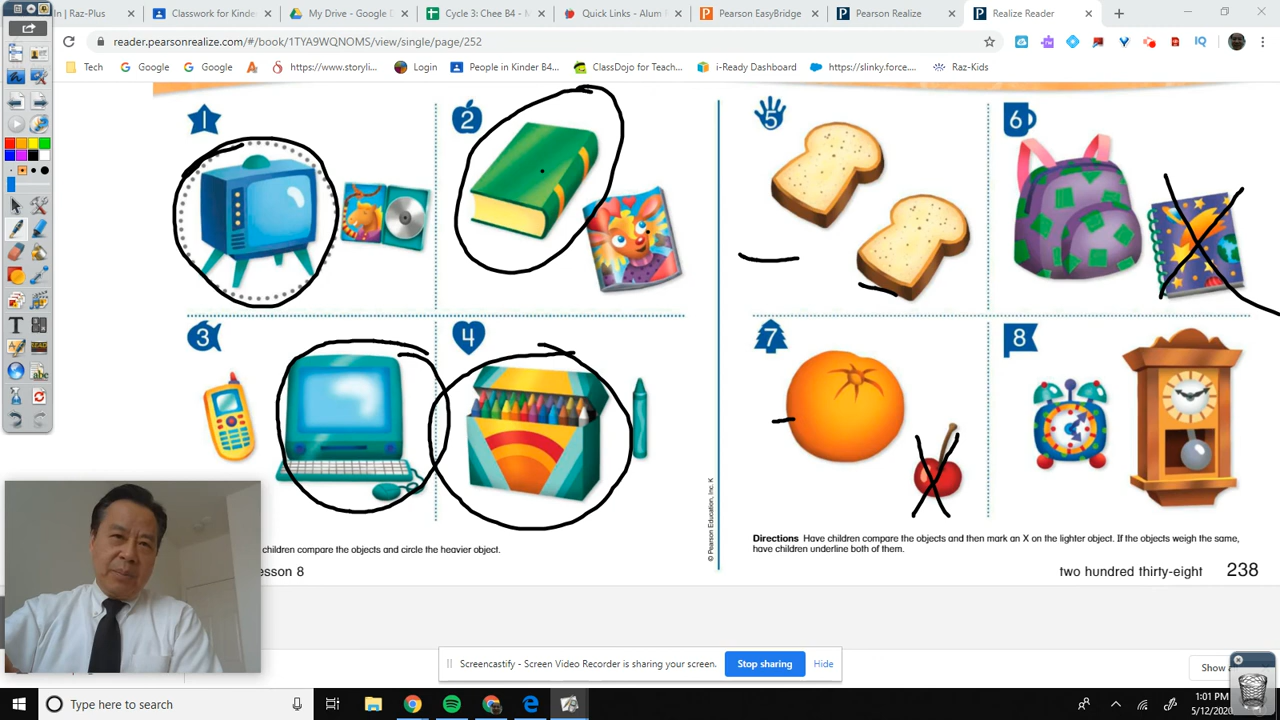 In | Raz-Plus
Classwork for Kinde
My Drive - Google D
Cycle - Chee B4 - M
Quick Links - Alum R
Pearson EasyBridge
Pearson Realize
Realize Reader
reader.pearsonrealize.com/#/book/1TYA9WQNOMS/view/single/page/252
Tech
Google
Google
https://www.storyli...
Login
People in Kinder B4...
ClassDojo for Teach...
i-Ready Dashboard
https://slinky.force....
Raz-Kids
1
2
5
6
3
4
7
8
children compare the objects and circle the heavier object.
esson 8
© Pearson Education, Inc. K
Directions Have children compare the objects and then mark an X on the lighter object. If the objects weigh the same,
have children underline both of them.
two hundred thirty-eight 238
Screencastify - Screen Video Recorder is sharing your screen.
Stop sharing
Hide
Show a
Type here to search
1:01 PM
5/12/2020